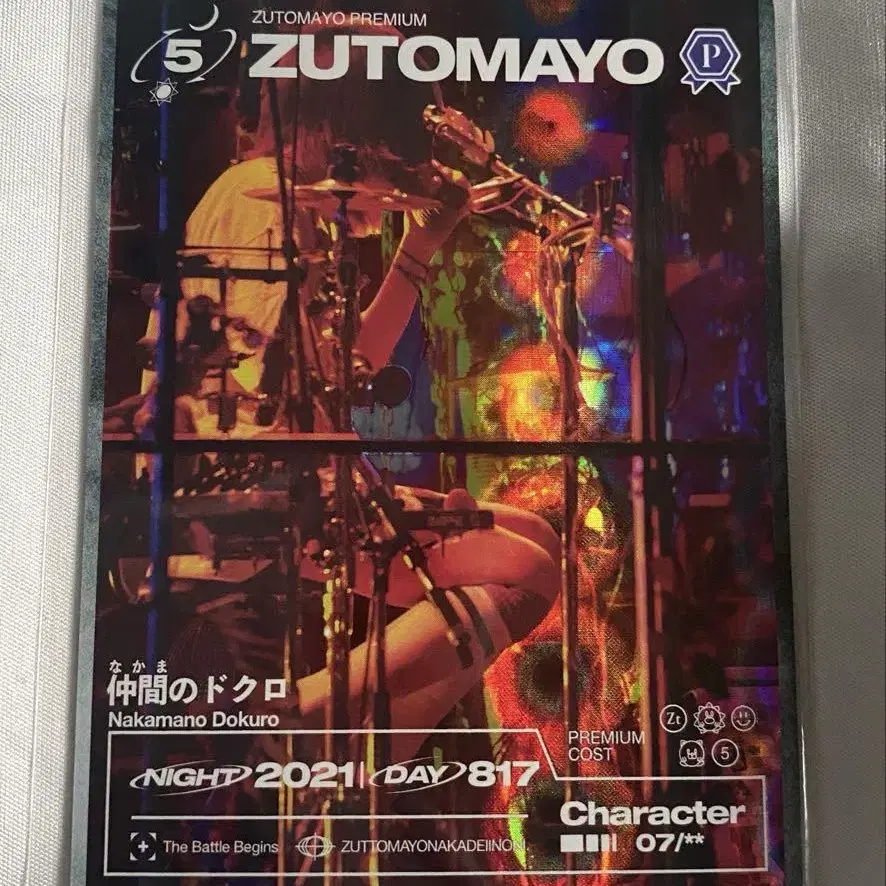 ZUTOMAYO PREMIUM
5 ZUTOMAYO P
なかま
仲間のドクロ
Nakamano Dokuro
PREMIUM
COST
Zt
5
NIGHT 2021 DAY 817
Character
The Battle Begins ZUTTOMAYONAKADEIINONI. 07/**